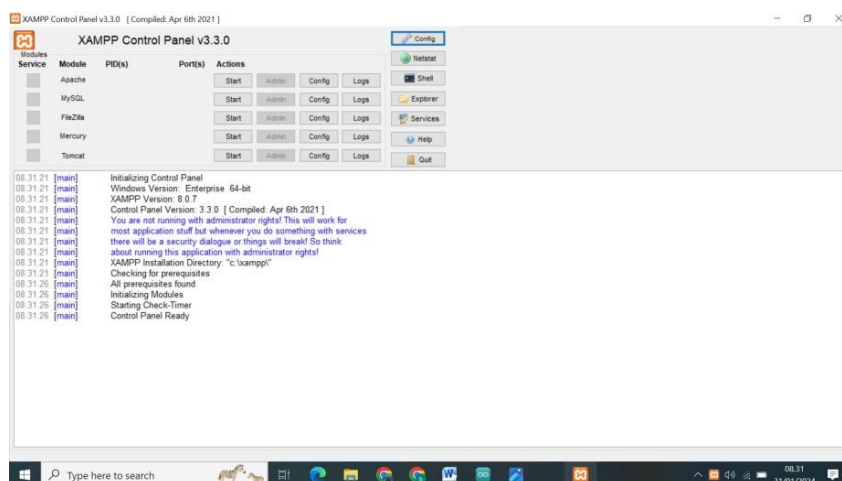 XAMPP Control Panel v3.3.0 [ Compiled: Apr 6th 2021 ]
XAMPP Control Panel v3.3.0
Config
Modules
Service Module PID(s) Port(s) Actions
Netstat
Apache Start Admin Config Logs
Shell
MySQL Start Admin Config Logs
Explorer
FileZilla Start Admin Config Logs
Services
Mercury Start Admin Config Logs
Help
Tomcat Start Admin Config Logs
Quit
08.31.21 [main] Initializing Control Panel
08.31.21 [main] Windows Version: Enterprise 64-bit
08.31.21 [main] XAMPP Version: 8.0.7
08.31.21 [main] Control Panel Version: 3.3.0 [ Compiled: Apr 6th 2021 ]
08.31.21 [main] You are not running with administrator rights! This will work for
08.31.21 [main] most application stuff but whenever you do something with services
08.31.21 [main] there will be a security dialogue or things will break! So think
08.31.21 [main] about running this application with administrator rights!
08.31.21 [main] XAMPP Installation Directory: "c:\xampp\"
08.31.21 [main] Checking for prerequisites
08.31.26 [main] All prerequisites found
08.31.26 [main] Initializing Modules
08.31.26 [main] Starting Check-Timer
08.31.26 [main] Control Panel Ready
Type here to search
08.31
31/01/2024